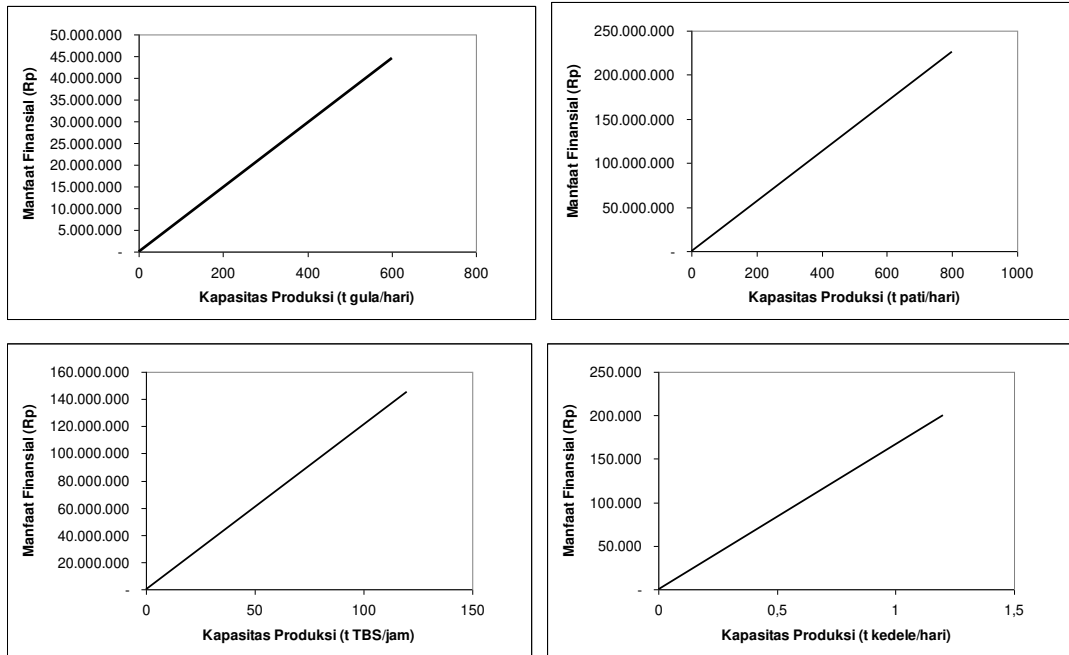 Manfaat Finansial (Rp)
50.000.000
45.000.000
40.000.000
35.000.000
30.000.000
25.000.000
20.000.000
15.000.000
10.000.000
5.000.000
-
0 200 400 600 800
Kapasitas Produksi (t gula/hari)
Manfaat Finansial (Rp)
250.000.000
200.000.000
150.000.000
100.000.000
50.000.000
-
0 200 400 600 800 1000
Kapasitas Produksi (t pati/hari)
Manfaat Finansial (Rp)
160.000.000
140.000.000
120.000.000
100.000.000
80.000.000
60.000.000
40.000.000
20.000.000
-
0 50 100 150
Kapasitas Produksi (t TBS/jam)
Manfaat Finansial (Rp)
250.000
200.000
150.000
100.000
50.000
-
0 0,5 1 1,5
Kapasitas Produksi (t kedele/hari)